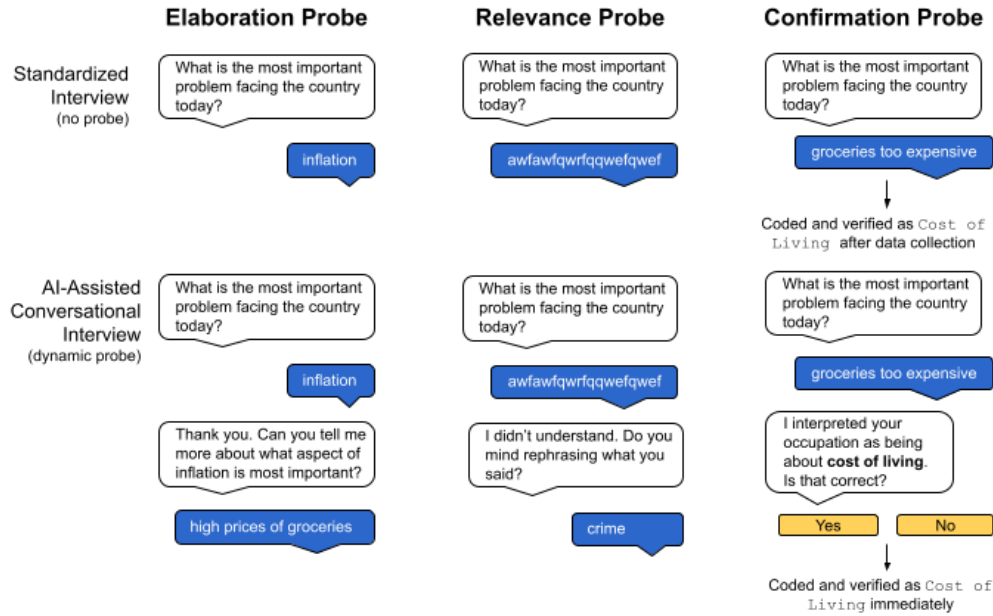 Elaboration Probe
Relevance Probe
Confirmation Probe
Standardized
Interview
(no probe)
What is the most important
problem facing the country
today?
inflation
What is the most important
problem facing the country
today?
awfawfqwrfqqwefqwef
What is the most important
problem facing the country
today?
groceries too expensive
Coded and verified as Cost of
Living after data collection
AI-Assisted
Conversational
Interview
(dynamic probe)
What is the most important
problem facing the country
today?
inflation
Thank you. Can you tell me
more about what aspect of
inflation is most important?
high prices of groceries
What is the most important
problem facing the country
today?
awfawfqwrfqqwefqwef
I didn't understand. Do you
mind rephrasing what you
said?
crime
What is the most important
problem facing the country
today?
groceries too expensive
I interpreted your
occupation as being
about cost of living.
Is that correct?
Yes
No
Coded and verified as Cost of
Living immediately